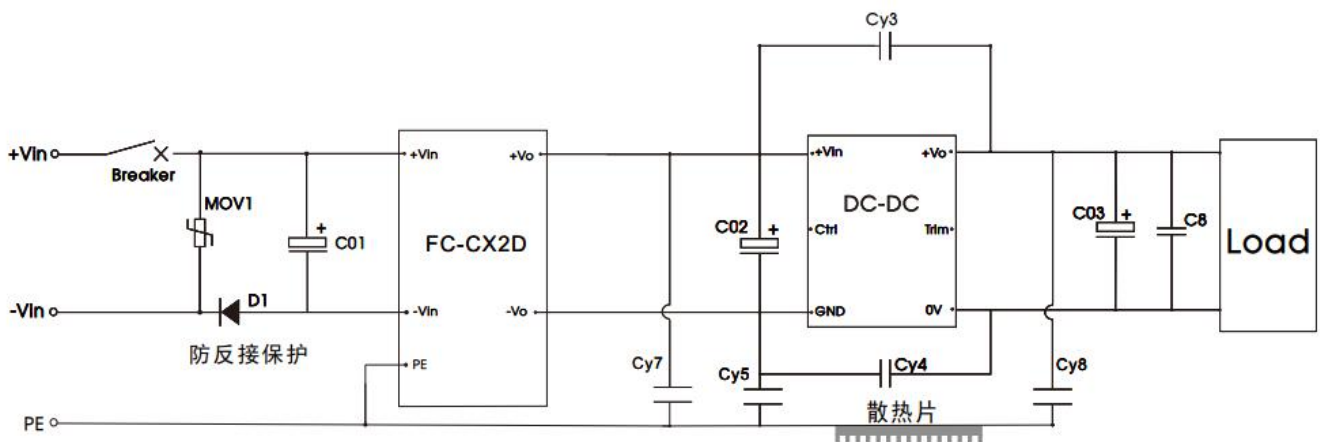 Cy3
+Vin
Breaker
+Vin
+Vo
+Vin
+Vo
MOV1
+
C01
FC-CX2D
C02
+
DC-DC
Ctrl
Trim
C03
+
C8
Load
-Vin
D1
-Vin
-Vo
GND
0V
防反接保护
PE
Cy7
Cy5
Cy4
Cy8
散热片
PE